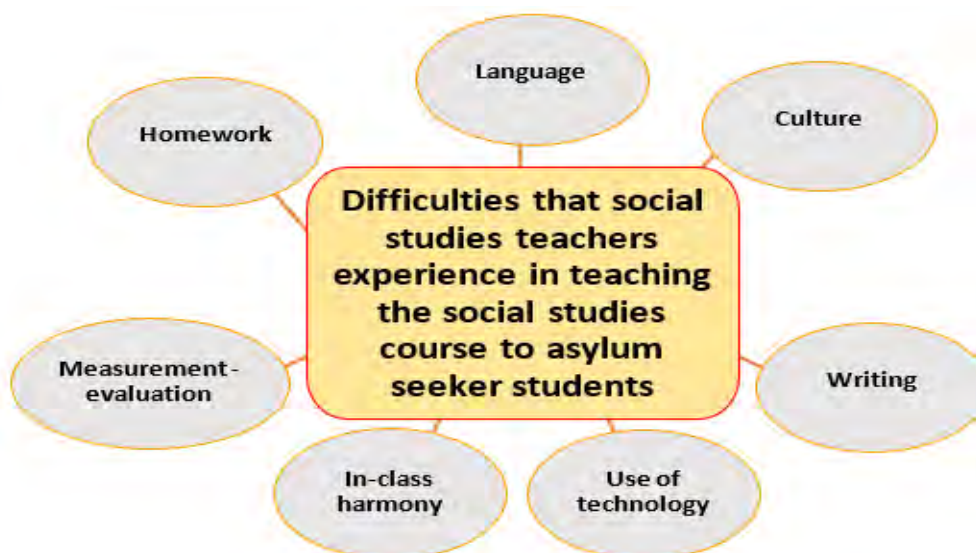 Language
Culture
Homework
Difficulties that social
studies teachers
experience in teaching
the social studies
course to asylum
seeker students
Measurement-
evaluation
Writing
In-class
harmony
Use of
technology